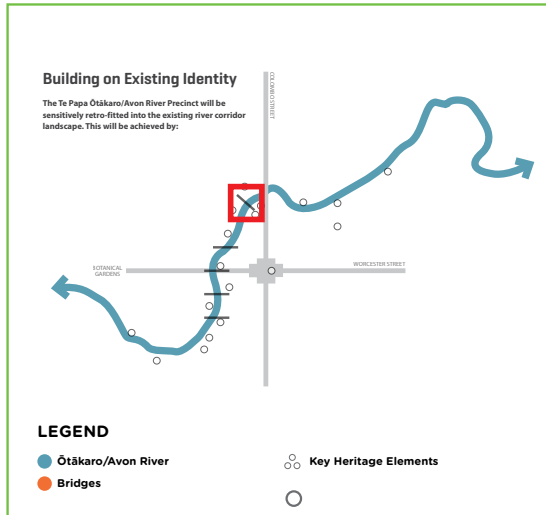 Building on Existing Identity
The Te Papa Ōtākaro/Avon River Precinct will be
sensitively retro-fitted into the existing river corridor
landscape. This will be achieved by:
COLOMBO STREET
BOTANICAL
GARDENS
WORCESTER STREET
LEGEND
Ōtākaro/Avon River
Key Heritage Elements
Bridges